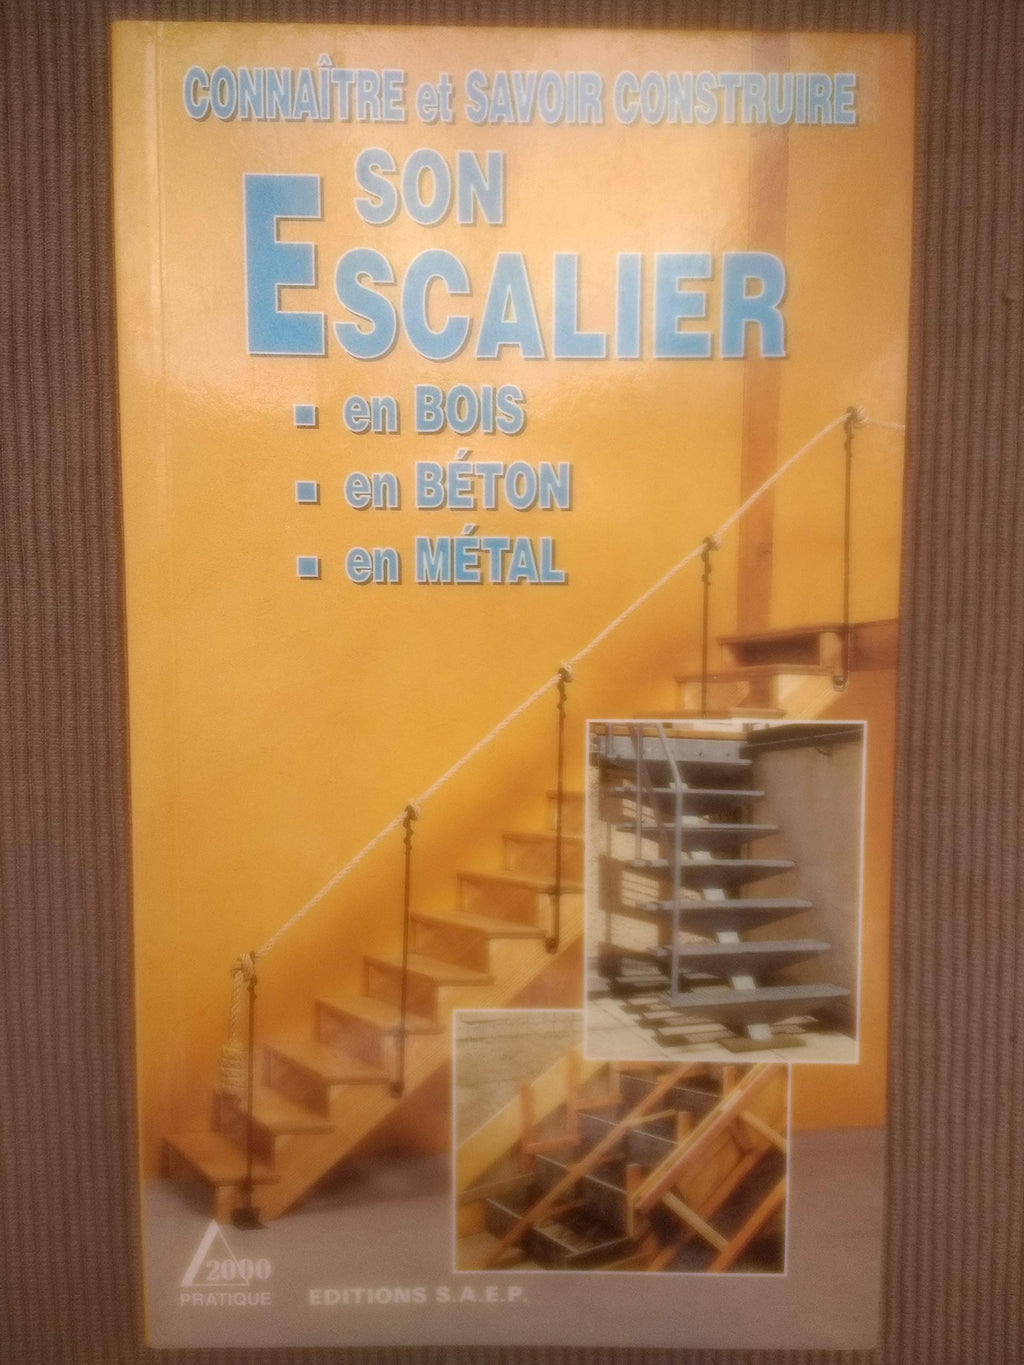 CONNAÎTRE et SAVOIR CONSTRUIRE
SON
ESCALIER
▪ en BOIS
▪ en BÉTON
▪ en MÉTAL
2000
PRATIQUE
EDITIONS S.A.E.P.